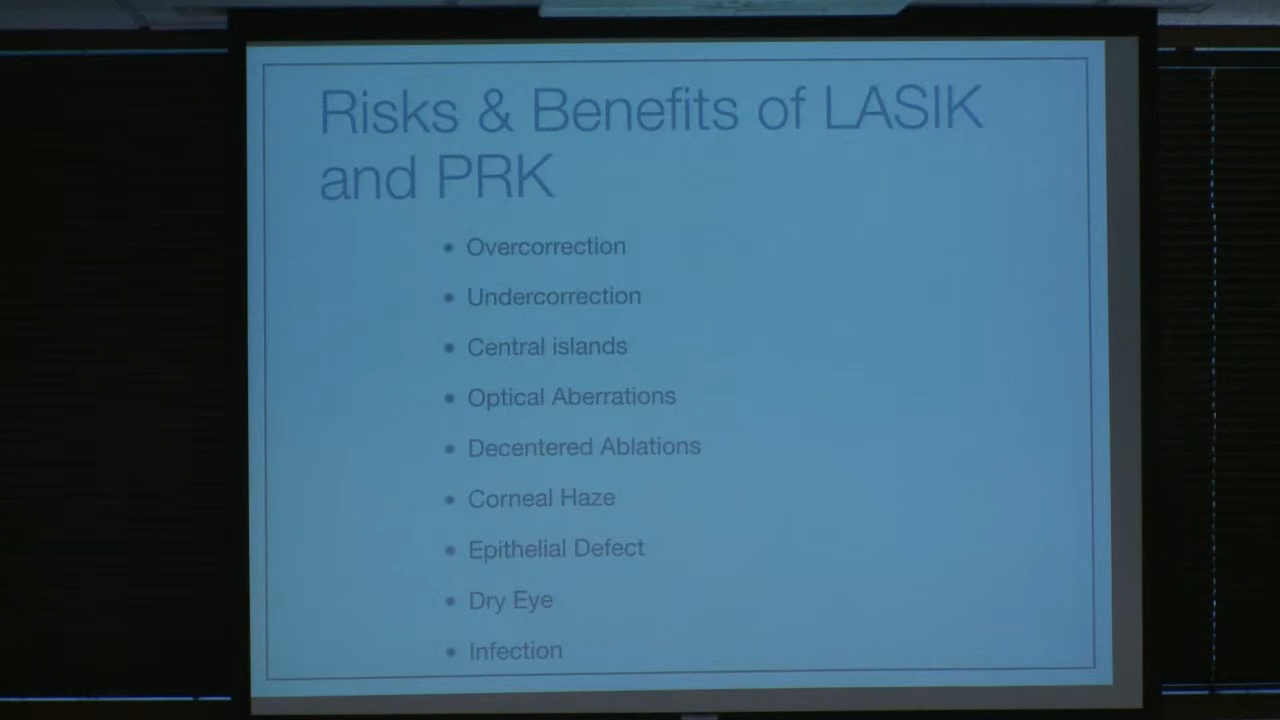 Risks & Benefits of LASIK
and PRK
• Overcorrection
• Undercorrection
• Central islands
• Optical Aberrations
• Decentered Ablations
• Corneal Haze
• Epithelial Defect
• Dry Eye
• Infection